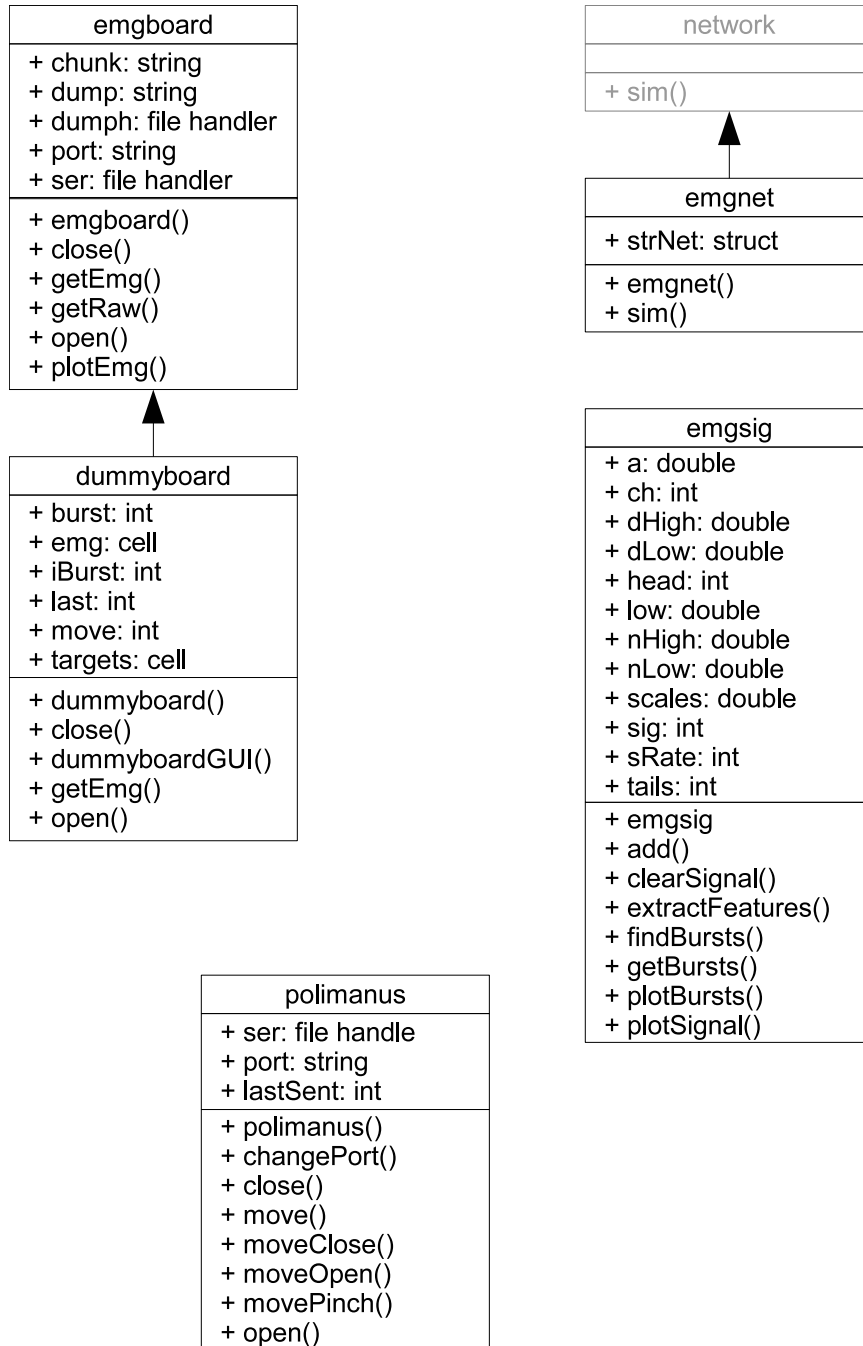 emgboard
+ chunk: string
+ dump: string
+ dumph: file handler
+ port: string
+ ser: file handler
+ emgboard()
+ close()
+ getEmg()
+ getRaw()
+ open()
+ plotEmg()
dummyboard
+ burst: int
+ emg: cell
+ iBurst: int
+ last: int
+ move: int
+ targets: cell
+ dummyboard()
+ close()
+ dummyboardGUI()
+ getEmg()
+ open()
network
+ sim()
emgnet
+ strNet: struct
+ emgnet()
+ sim()
emgsig
+ a: double
+ ch: int
+ dHigh: double
+ dLow: double
+ head: int
+ low: double
+ nHigh: double
+ nLow: double
+ scales: double
+ sig: int
+ sRate: int
+ tails: int
+ emgsig
+ add()
+ clearSignal()
+ extractFeatures()
+ findBursts()
+ getBursts()
+ plotBursts()
+ plotSignal()
polimanus
+ ser: file handle
+ port: string
+ lastSent: int
+ polimanus()
+ changePort()
+ close()
+ move()
+ moveClose()
+ moveOpen()
+ movePinch()
+ open()